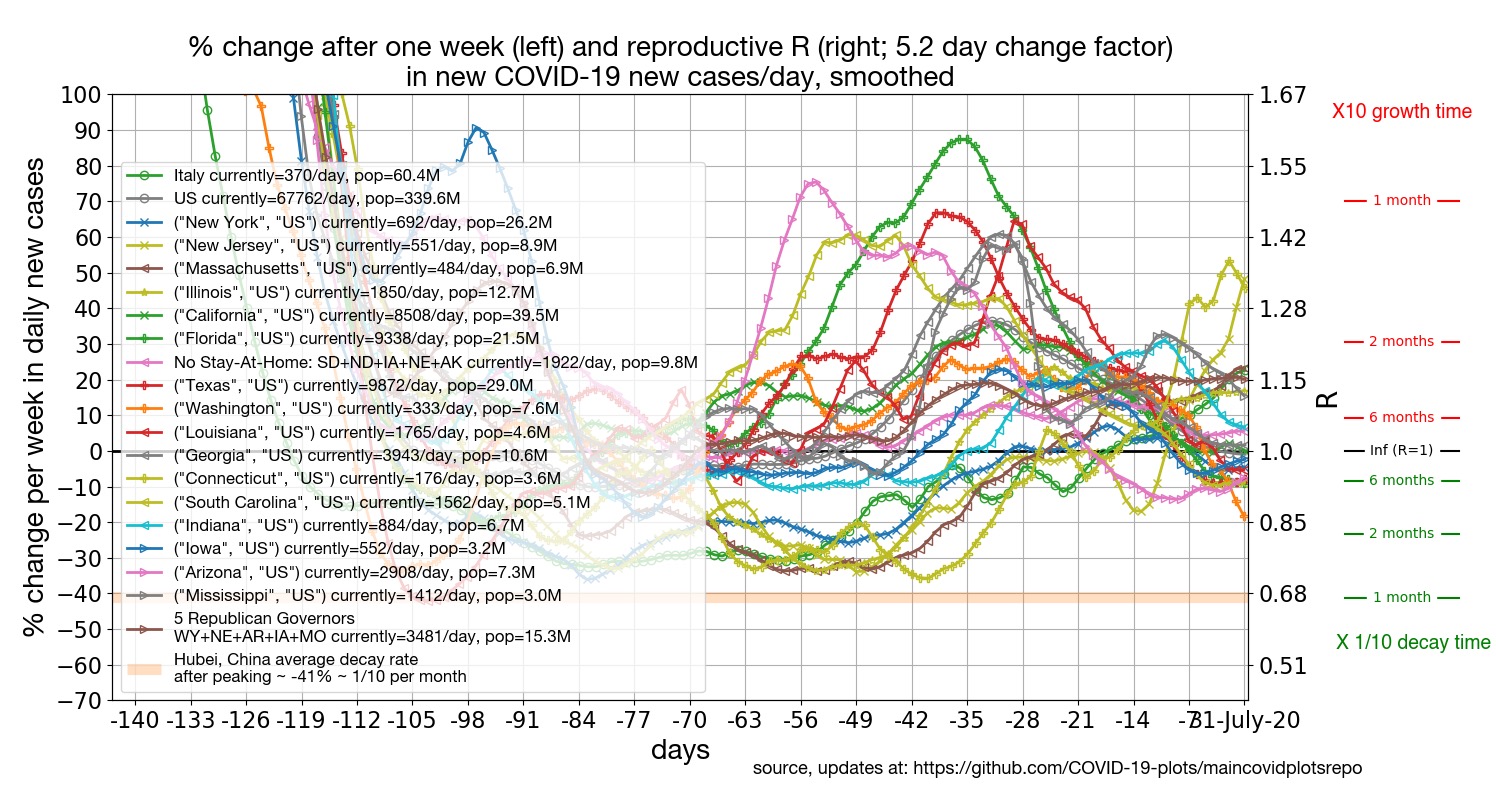 % change after one week (left) and reproductive R (right; 5.2 day change factor)
in new COVID-19 new cases/day, smoothed
% change per week in daily new cases
100
90
80
70
60
50
40
30
20
10
0
−10
−20
−30
−40
−50
−60
−70
Italy currently=370/day, pop=60.4M
US currently=67762/day, pop=339.6M
("New York", "US") currently=692/day, pop=26.2M
("New Jersey", "US") currently=551/day, pop=8.9M
("Massachusetts", "US") currently=484/day, pop=6.9M
("Illinois", "US") currently=1850/day, pop=12.7M
("California", "US") currently=8508/day, pop=39.5M
("Florida", "US") currently=9338/day, pop=21.5M
No Stay-At-Home: SD+ND+IA+NE+AK currently=1922/day, pop=9.8M
("Texas", "US") currently=9872/day, pop=29.0M
("Washington", "US") currently=333/day, pop=7.6M
("Louisiana", "US") currently=1765/day, pop=4.6M
("Georgia", "US") currently=3943/day, pop=10.6M
("Connecticut", "US") currently=176/day, pop=3.6M
("South Carolina", "US") currently=1562/day, pop=5.1M
("Indiana", "US") currently=884/day, pop=6.7M
("Iowa", "US") currently=552/day, pop=3.2M
("Arizona", "US") currently=2908/day, pop=7.3M
("Mississippi", "US") currently=1412/day, pop=3.0M
5 Republican Governors
WY+NE+AR+IA+MO currently=3481/day, pop=15.3M
Hubei, China average decay rate
after peaking ~ -41% ~ 1/10 per month
-140 -133 -126 -119 -112 -105 -98 -91 -84 -77 -70 -63 -56 -49 -42 -35 -28 -21 -14 -7 31-July-20
days
1.67
1.55
1.42
1.28
1.15
1.0
0.85
0.68
0.51
R
X10 growth time
1 month
2 months
6 months
Inf (R=1)
6 months
2 months
1 month
X 1/10 decay time
source, updates at: https://github.com/COVID-19-plots/maincovidplotsrepo